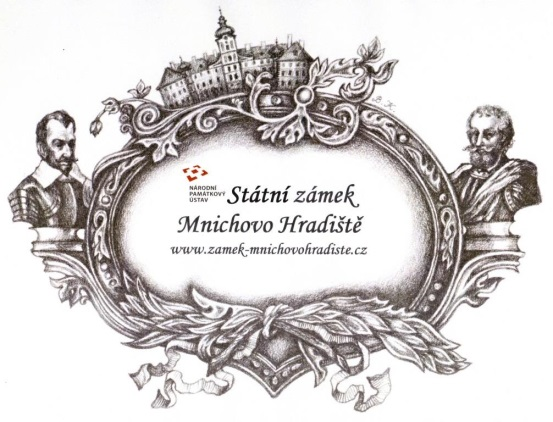 NÁRODNÍ
PAMÁTKOVÝ
ÚSTAV
Státní zámek
Mnichovo Hradiště
www.zamek-mnichovohradiste.cz